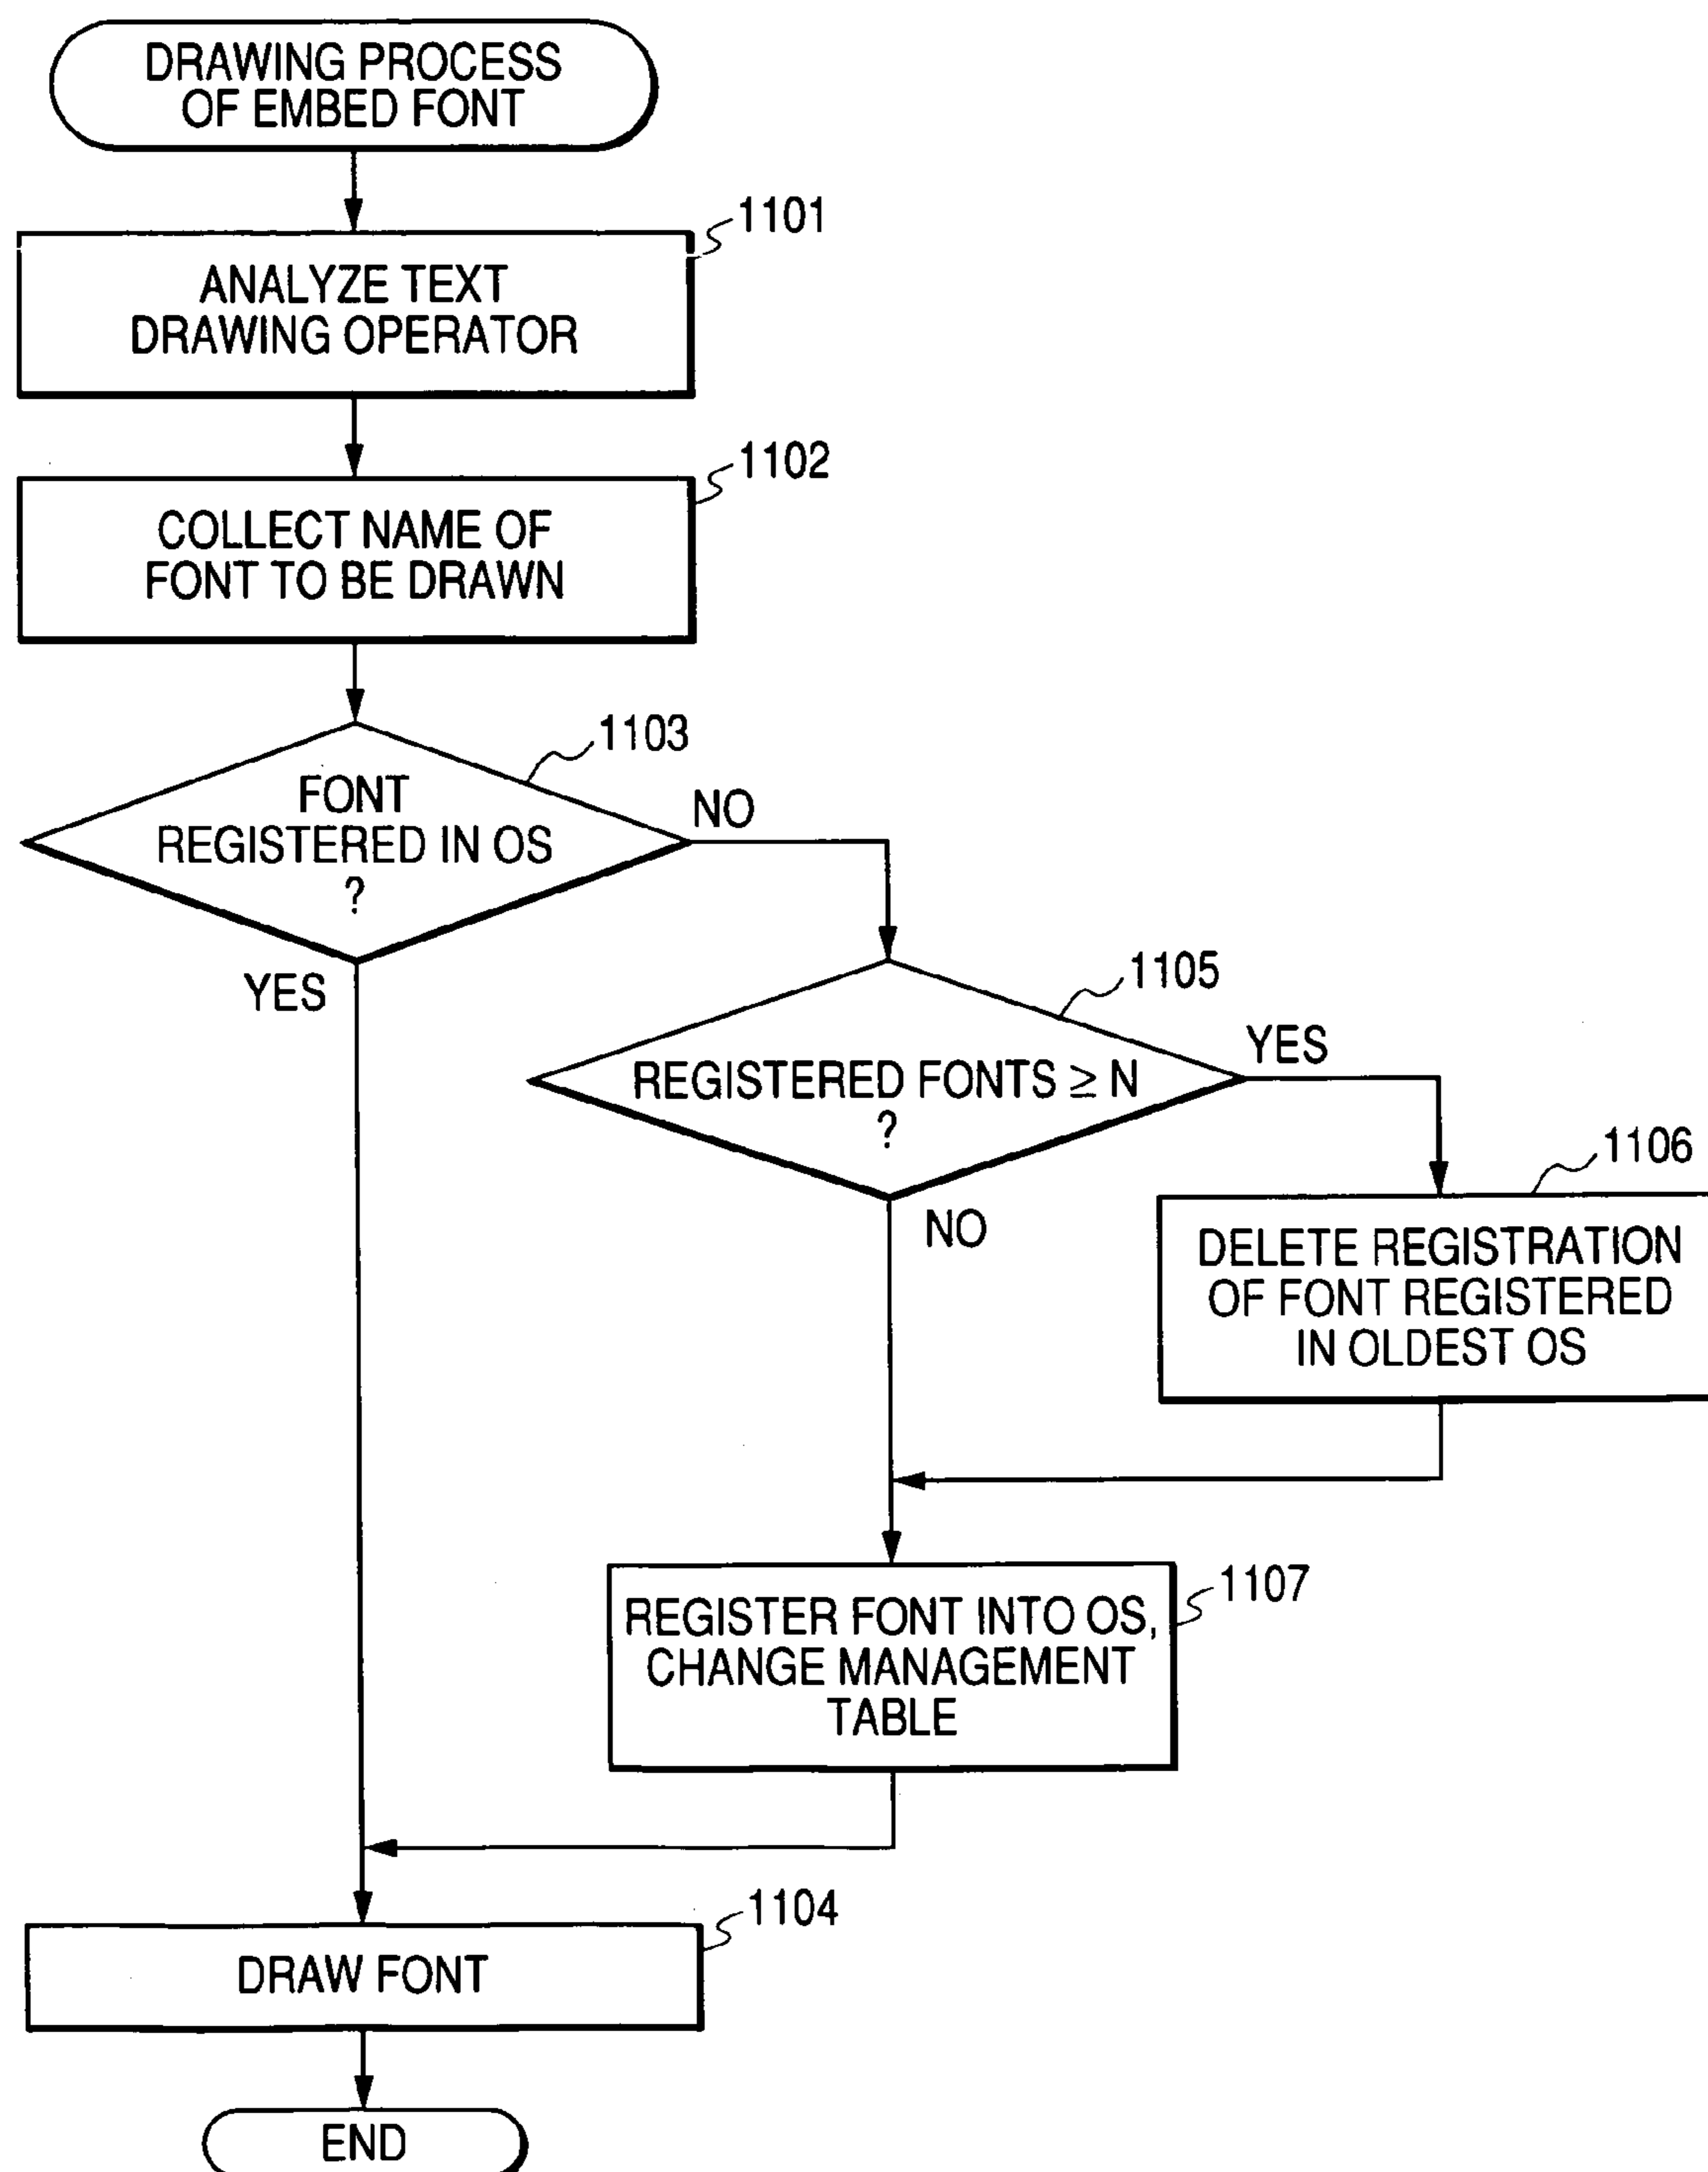 DRAWING PROCESS
OF EMBED FONT
1101
ANALYZE TEXT
DRAWING OPERATOR
1102
COLLECT NAME OF
FONT TO BE DRAWN
1103
FONT
REGISTERED IN OS
?
NO
YES
1105
REGISTERED FONTS ≥ N
?
YES
NO
1106
DELETE REGISTRATION
OF FONT REGISTERED
IN OLDEST OS
1107
REGISTER FONT INTO OS,
CHANGE MANAGEMENT
TABLE
1104
DRAW FONT
END